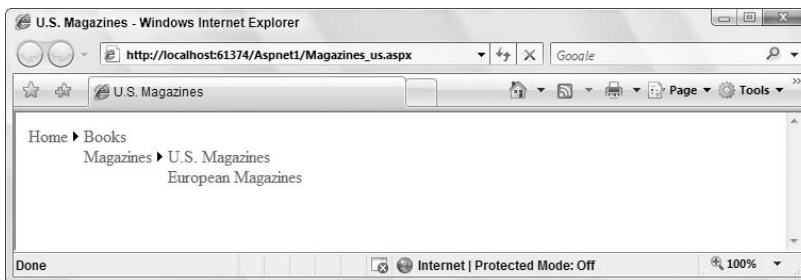 U.S. Magazines - Windows Internet Explorer
http://localhost:61374/Aspnet1/Magazines_us.aspx
Google
U.S. Magazines
Page
Tools
Home
Books
Magazines
U.S. Magazines
European Magazines
Done
Internet | Protected Mode: Off
100%